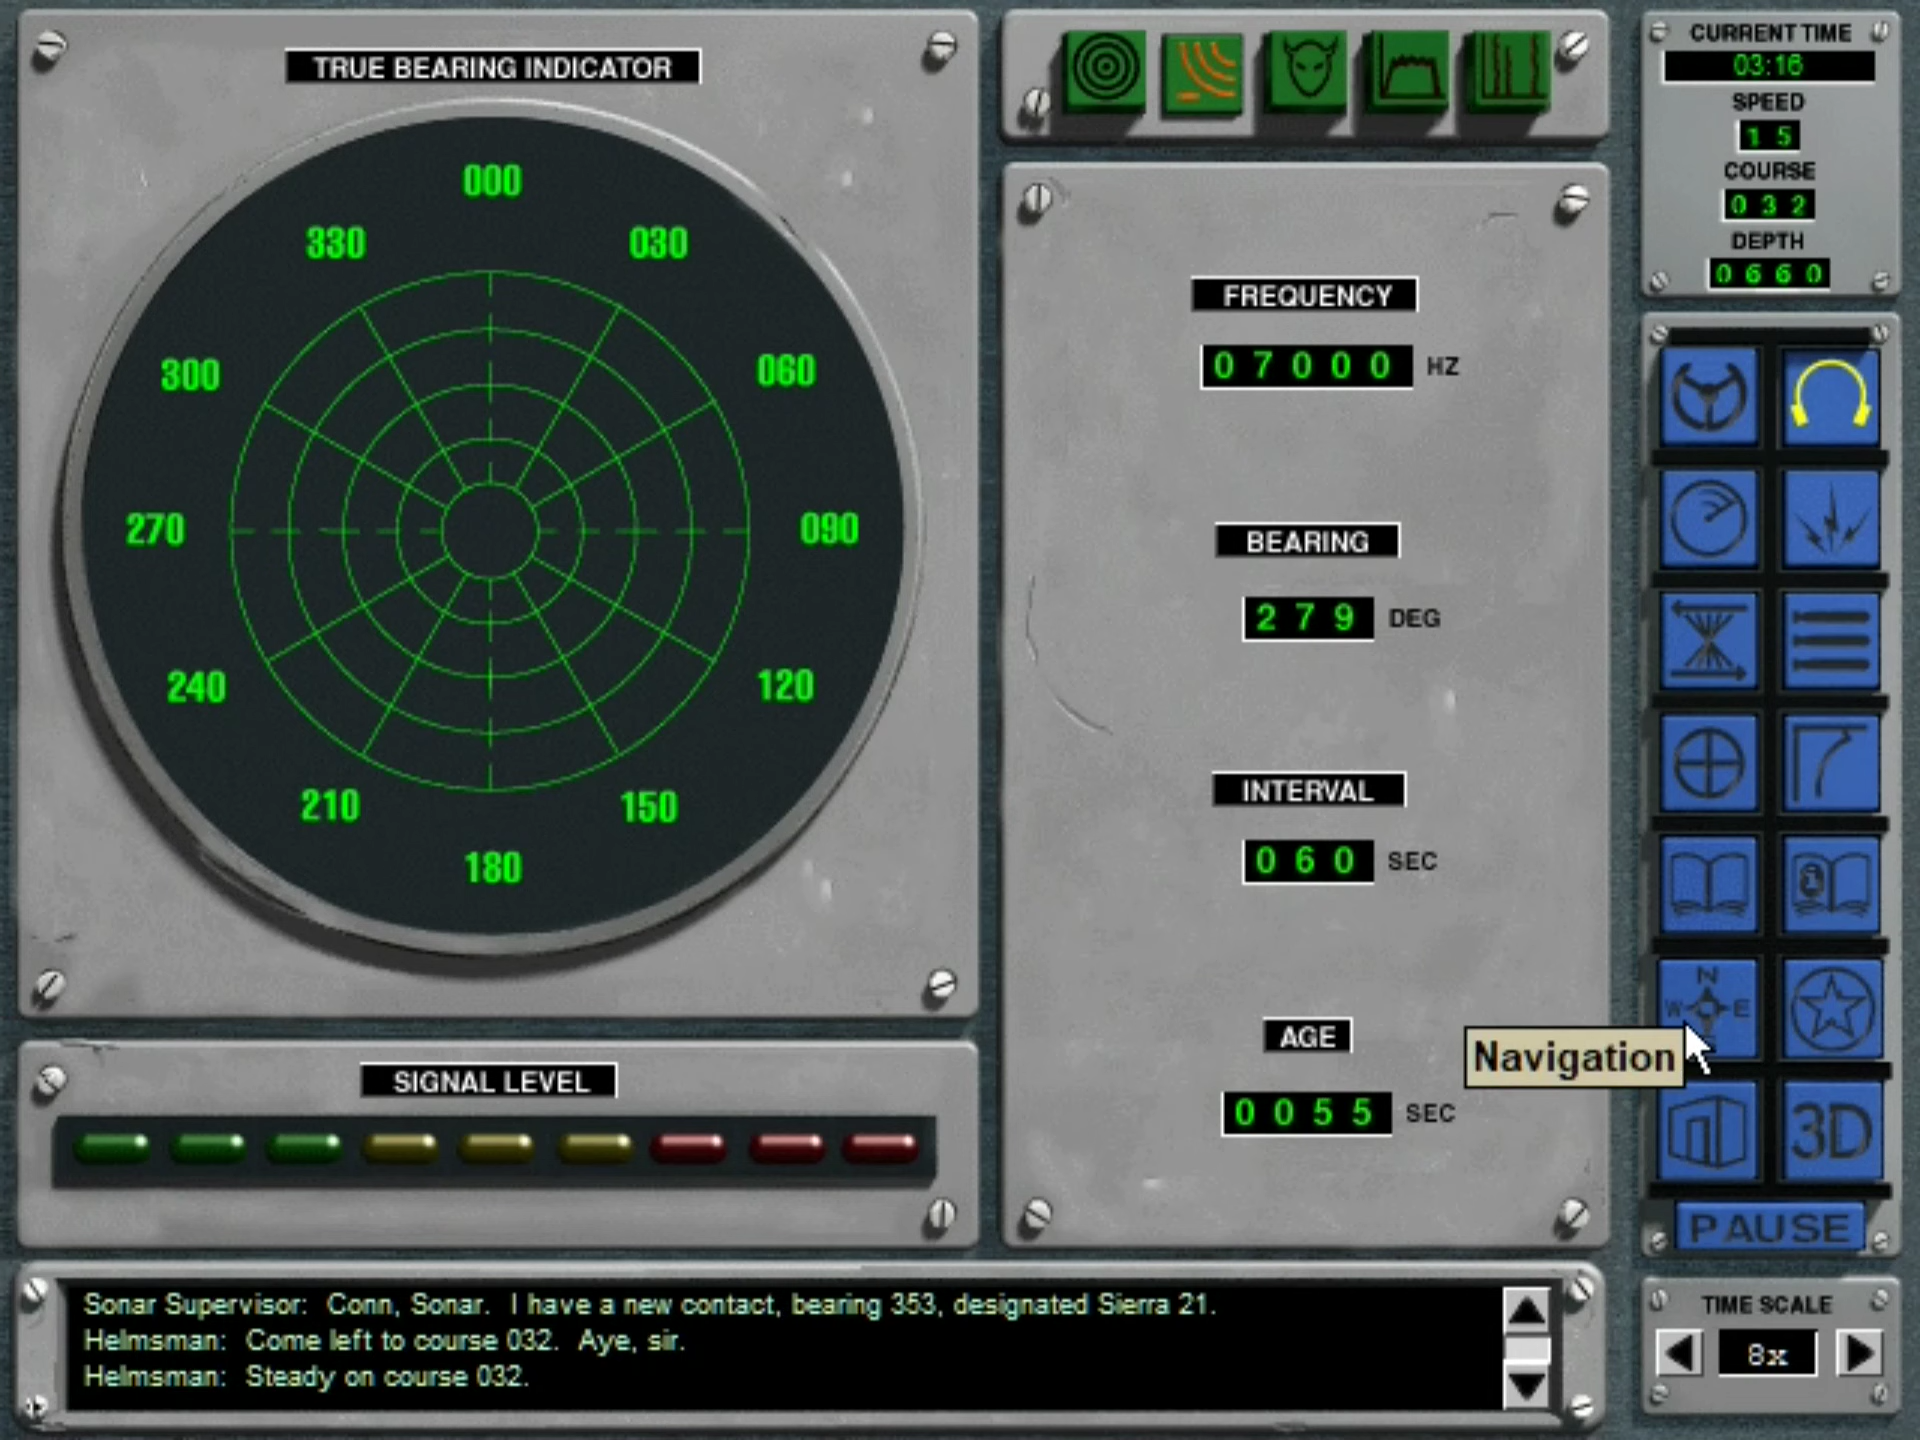 TRUE BEARING INDICATOR
000
030
060
090
120
150
180
210
240
270
300
330
SIGNAL LEVEL
FREQUENCY
07000 HZ
BEARING
279 DEG
INTERVAL
060 SEC
AGE
0055 SEC
CURRENT TIME
03:16
SPEED
15
COURSE
032
DEPTH
0660
N
W E
Navigation
3D
PAUSE
TIME SCALE
8x
Sonar Supervisor: Conn, Sonar. I have a new contact, bearing 353, designated Sierra 21.
Helmsman: Come left to course 032. Aye, sir.
Helmsman: Steady on course 032.